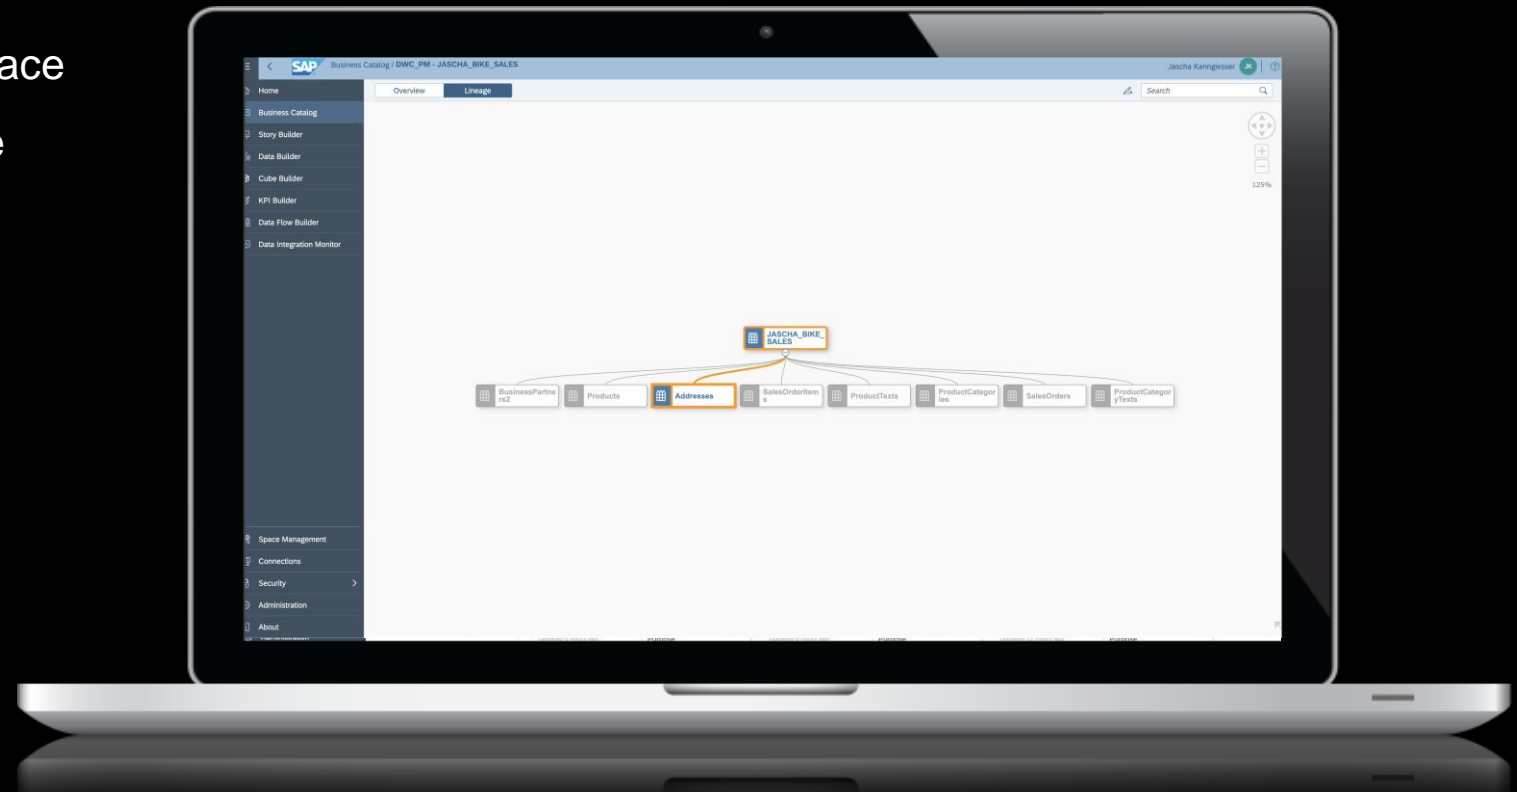 ace
e
SAP
Business Catalog / DWC_PM - JASCHA_BIKE_SALES
Jascha Kanngiesser
JK
?
Home
Overview
Lineage
Search
Business Catalog
Story Builder
Data Builder
Cube Builder
KPI Builder
Data Flow Builder
Data Integration Monitor
125%
JASCHA_BIKE_
SALES
BusinessPartne
rs2
Products
Addresses
SalesOrderItem
s
ProductTexts
ProductCategor
ies
SalesOrders
ProductCategor
yTexts
Space Management
Connections
Security
Administration
About